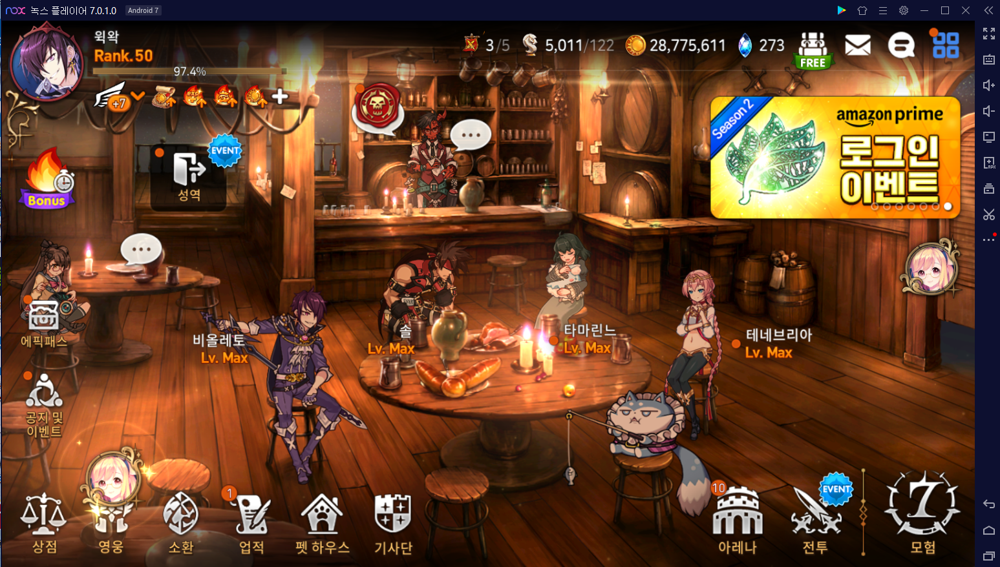 nox 녹스 플레이어 7.0.1.0 Android 7
윅왁
Rank.50
97.4%
+7
exp
3/5
5,011/122
28,775,611
273
FREE
Season 2
amazon prime
로그인
이벤트
Bonus
EVENT
성역
에픽패스
공지 및
이벤트
비올레토
Lv. Max
솔
Lv. Max
타마린느
Lv. Max
테네브리아
Lv. Max
상점
영웅
소환
1
업적
펫 하우스
기사단
10
아레나
EVENT
전투
7
모험
APK